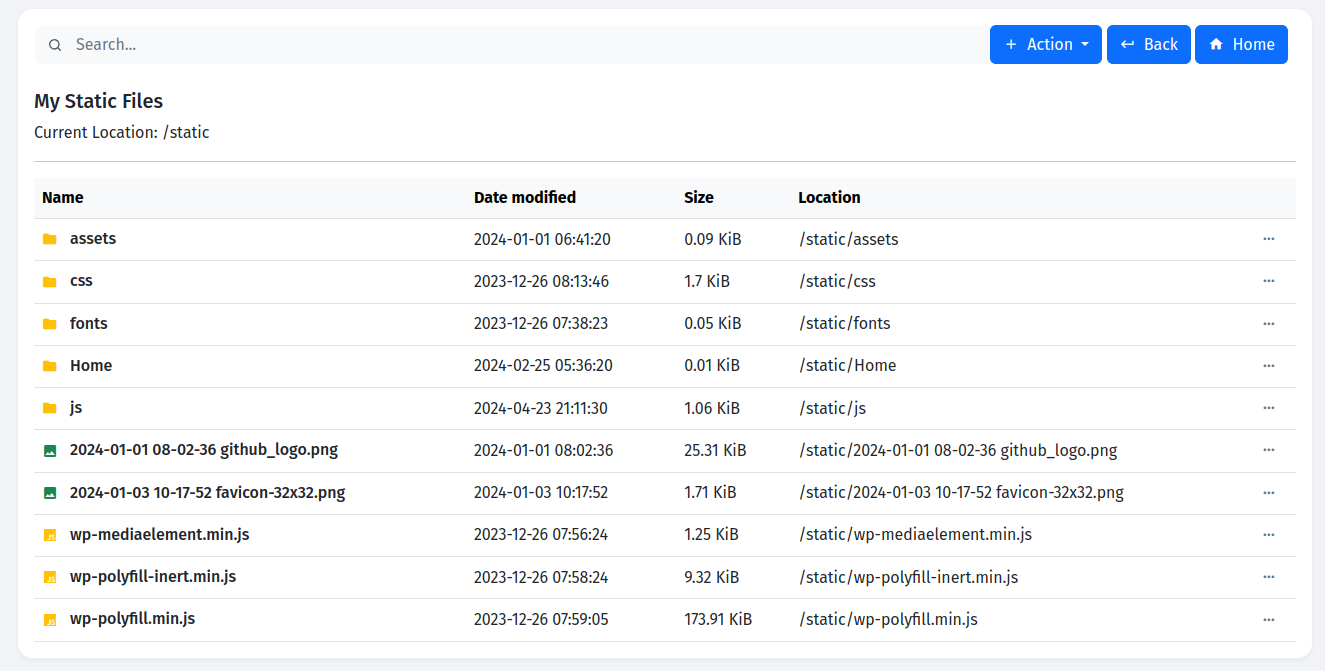 Search...
+ Action
Back
Home
My Static Files
Current Location: /static
Name Date modified Size Location
assets 2024-01-01 06:41:20 0.09 KiB /static/assets ...
css 2023-12-26 08:13:46 1.7 KiB /static/css ...
fonts 2023-12-26 07:38:23 0.05 KiB /static/fonts ...
Home 2024-02-25 05:36:20 0.01 KiB /static/Home ...
js 2024-04-23 21:11:30 1.06 KiB /static/js ...
2024-01-01 08-02-36 github_logo.png 2024-01-01 08:02:36 25.31 KiB /static/2024-01-01 08-02-36 github_logo.png ...
2024-01-03 10-17-52 favicon-32x32.png 2024-01-03 10:17:52 1.71 KiB /static/2024-01-03 10-17-52 favicon-32x32.png ...
JS wp-mediaelement.min.js 2023-12-26 07:56:24 1.25 KiB /static/wp-mediaelement.min.js ...
JS wp-polyfill-inert.min.js 2023-12-26 07:58:24 9.32 KiB /static/wp-polyfill-inert.min.js ...
JS wp-polyfill.min.js 2023-12-26 07:59:05 173.91 KiB /static/wp-polyfill.min.js ...